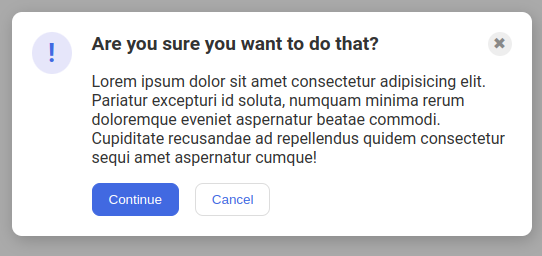 !
Are you sure you want to do that?
✖
Lorem ipsum dolor sit amet consectetur adipisicing elit.
Pariatur excepturi id soluta, numquam minima rerum
doloremque eveniet aspernatur beatae commodi.
Cupiditate recusandae ad repellendus quidem consectetur
sequi amet aspernatur cumque!
Continue
Cancel